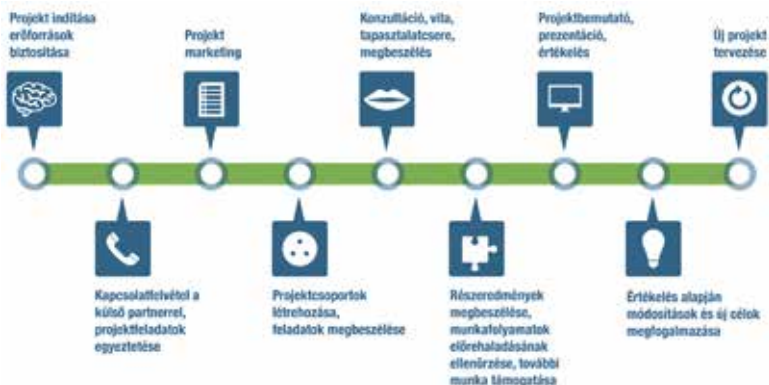 Projekt indítása
erőforrások
biztosítása
Kapcsolatfelvétel a
külső partnerrel,
projektfeladatok
egyeztetése
Projekt
marketing
Projektcsoportok
létrehozása,
feladatok megbeszélése
Konzultáció, vita,
tapasztalatcsere,
megbeszélés
Részeredmények
megbeszélése,
munkafolyamatok
előrehaladásának
ellenőrzése, további
munka támogatása
Projektbemutató,
prezentáció,
értékelés
Értékelés alapján
módosítások és új célok
megfogalmazása
Új projekt
tervezése